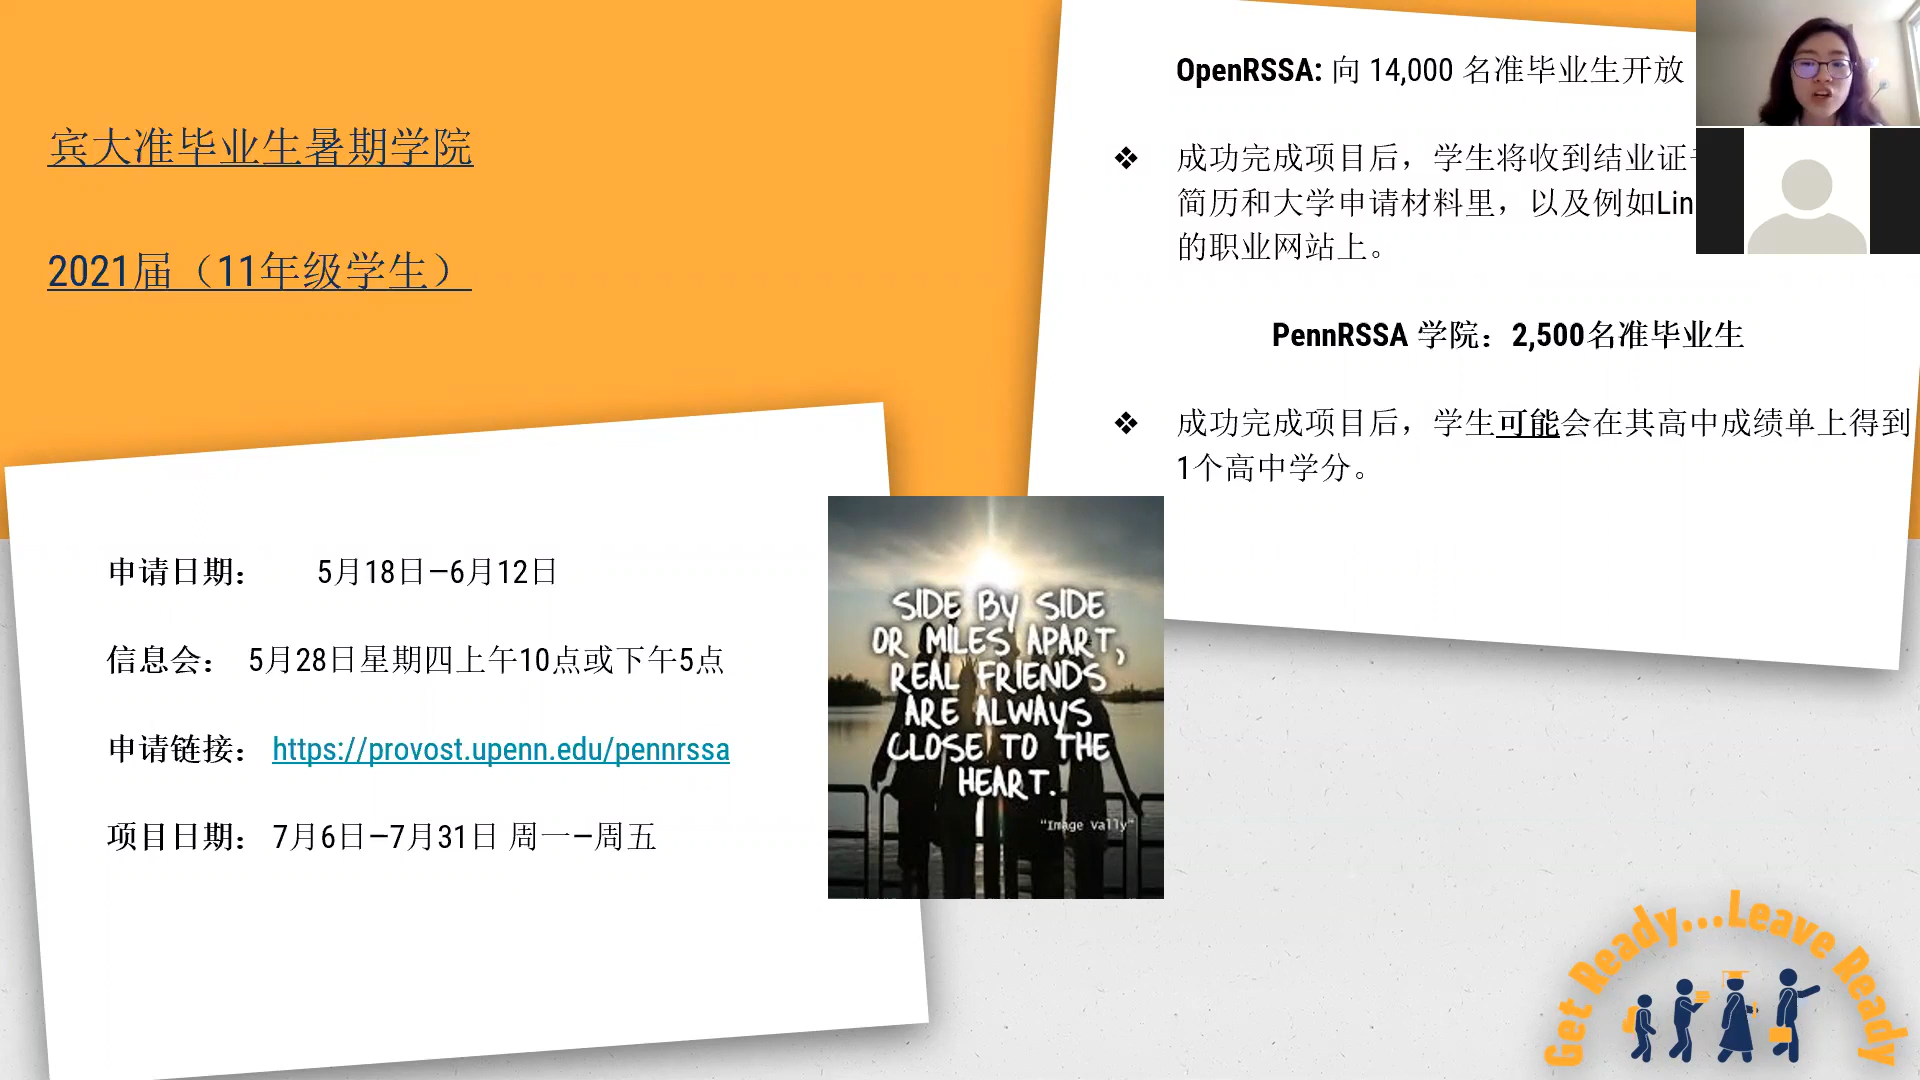 宾大准毕业生暑期学院
2021届（11年级学生）
申请日期： 5月18日—6月12日
信息会： 5月28日星期四上午10点或下午5点
申请链接： https://provost.upenn.edu/pennrssa
项目日期： 7月6日—7月31日 周一—周五
OpenRSSA: 向 14,000 名准毕业生开放
❖ 成功完成项目后，学生将收到结业证
简历和大学申请材料里，以及例如Lin
的职业网站上。
PennRSSA 学院：2,500名准毕业生
❖ 成功完成项目后，学生可能会在其高中成绩单上得到
1个高中学分。
SIDE BY SIDE
OR MILES APART,
REAL FRIENDS
ARE ALWAYS
CLOSE TO THE
HEART.
"Image Vally"
Get Ready...Leave Ready